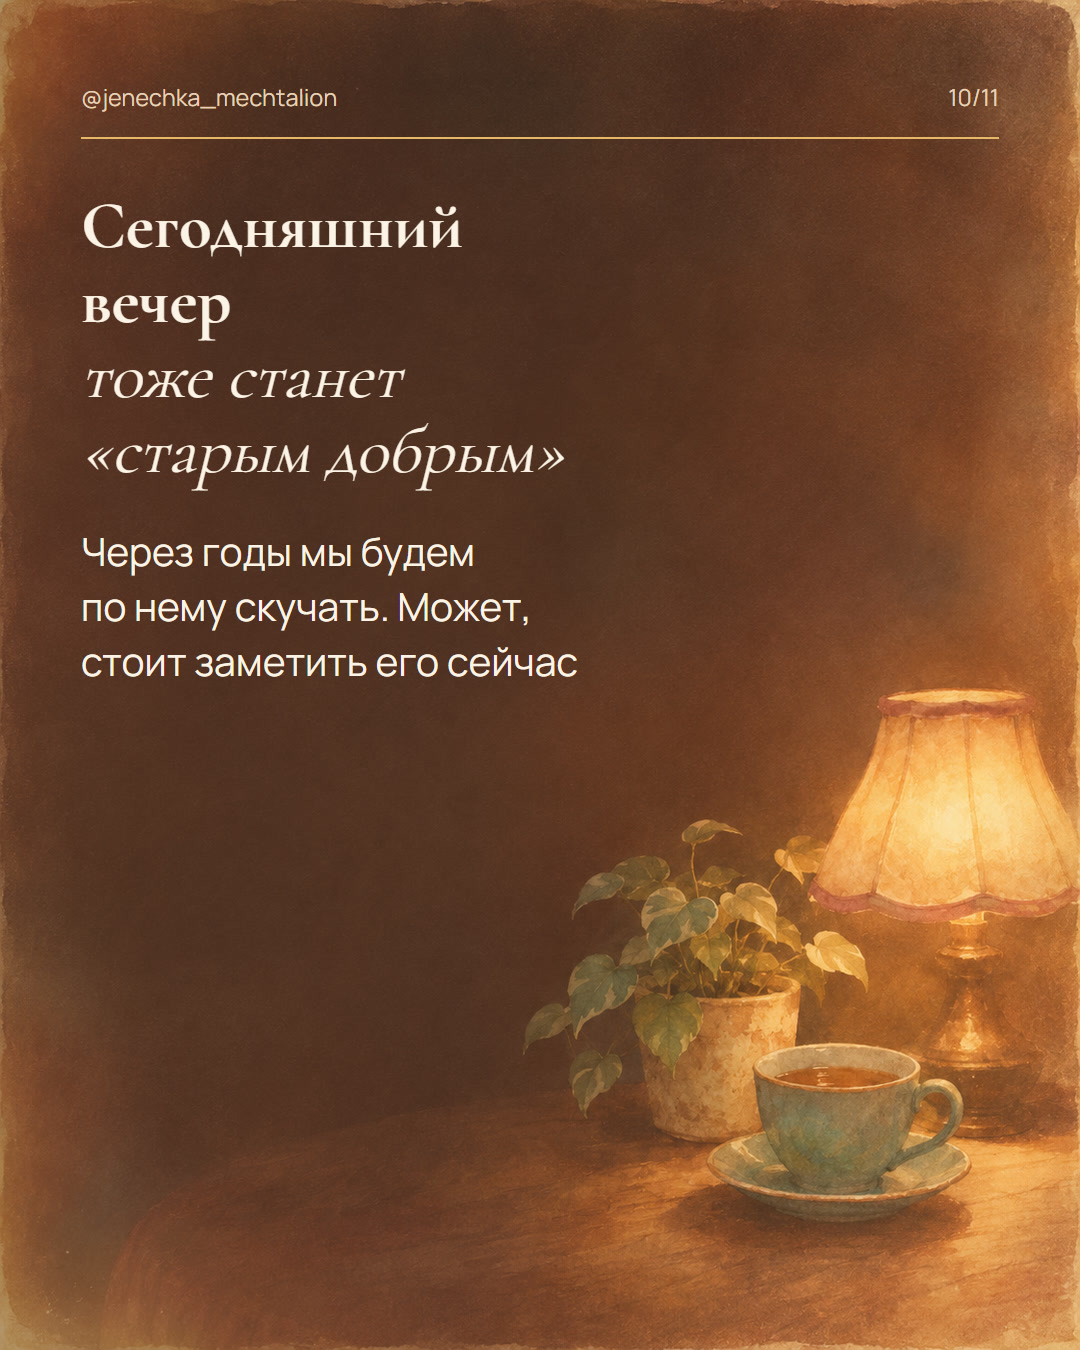 @jenechka_mechtalion
10/11
Сегодняшний
вечер
тоже станет
«старым добрым»
Через годы мы будем
по нему скучать. Может,
стоит заметить его сейчас